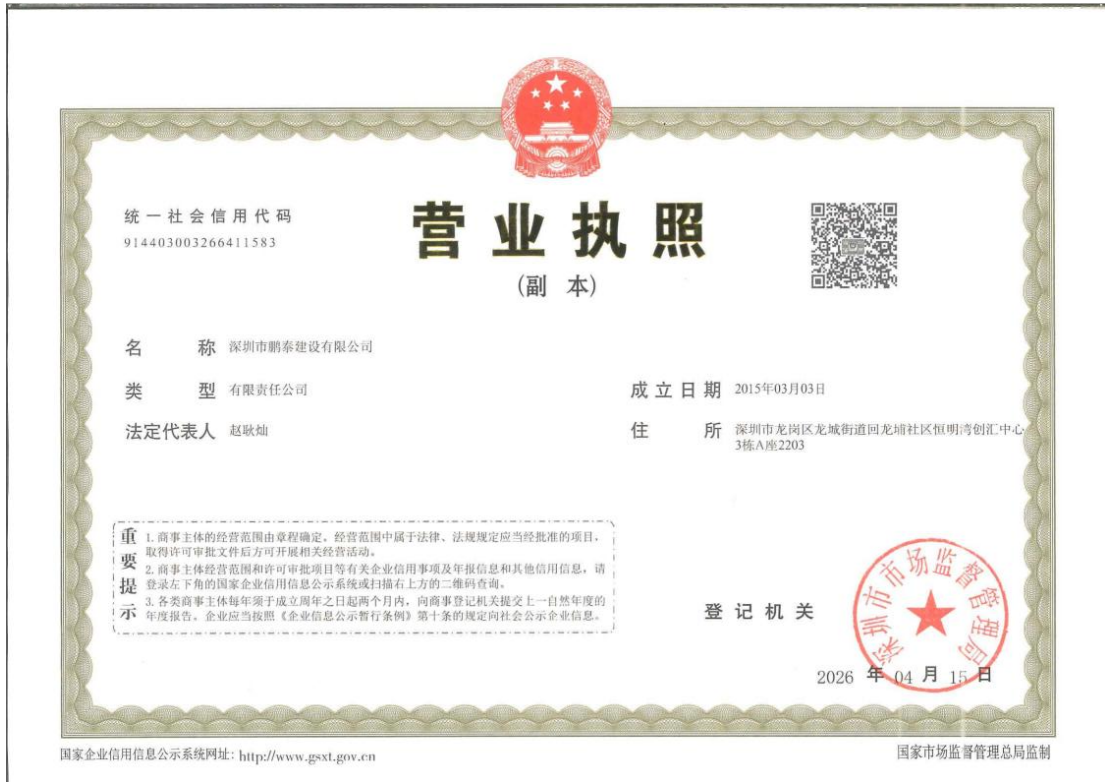 统一社会信用代码
914403003266411583
营业执照
(副 本)
名 称 深圳市鹏泰建设有限公司
类 型 有限责任公司
成立日期 2015年03月03日
法定代表人 赵耿灿
住 所 深圳市龙岗区龙城街道回龙埔社区恒明湾创汇中心
3栋A座2203
重要提示
1. 商事主体的经营范围由章程确定。经营范围中属于法律、法规规定应当经批准的项目,
取得许可审批文件后方可开展相关经营活动。
2. 商事主体经营范围和许可审批项目等有关企业信用事项及年报信息和其他信用信息,请
登录左下角的国家企业信用信息公示系统或扫描右上方的二维码查询。
3. 各类商事主体每年须于成立周年之日起两个月内,向商事登记机关提交上一自然年度的
年度报告。企业应当按照《企业信息公示暂行条例》第十条的规定向社会公示企业信息。
登记机关
深圳市市场监督管理局
2026 年 04 月 15 日
国家企业信用信息公示系统网址:http://www.gsxt.gov.cn
国家市场监督管理总局监制